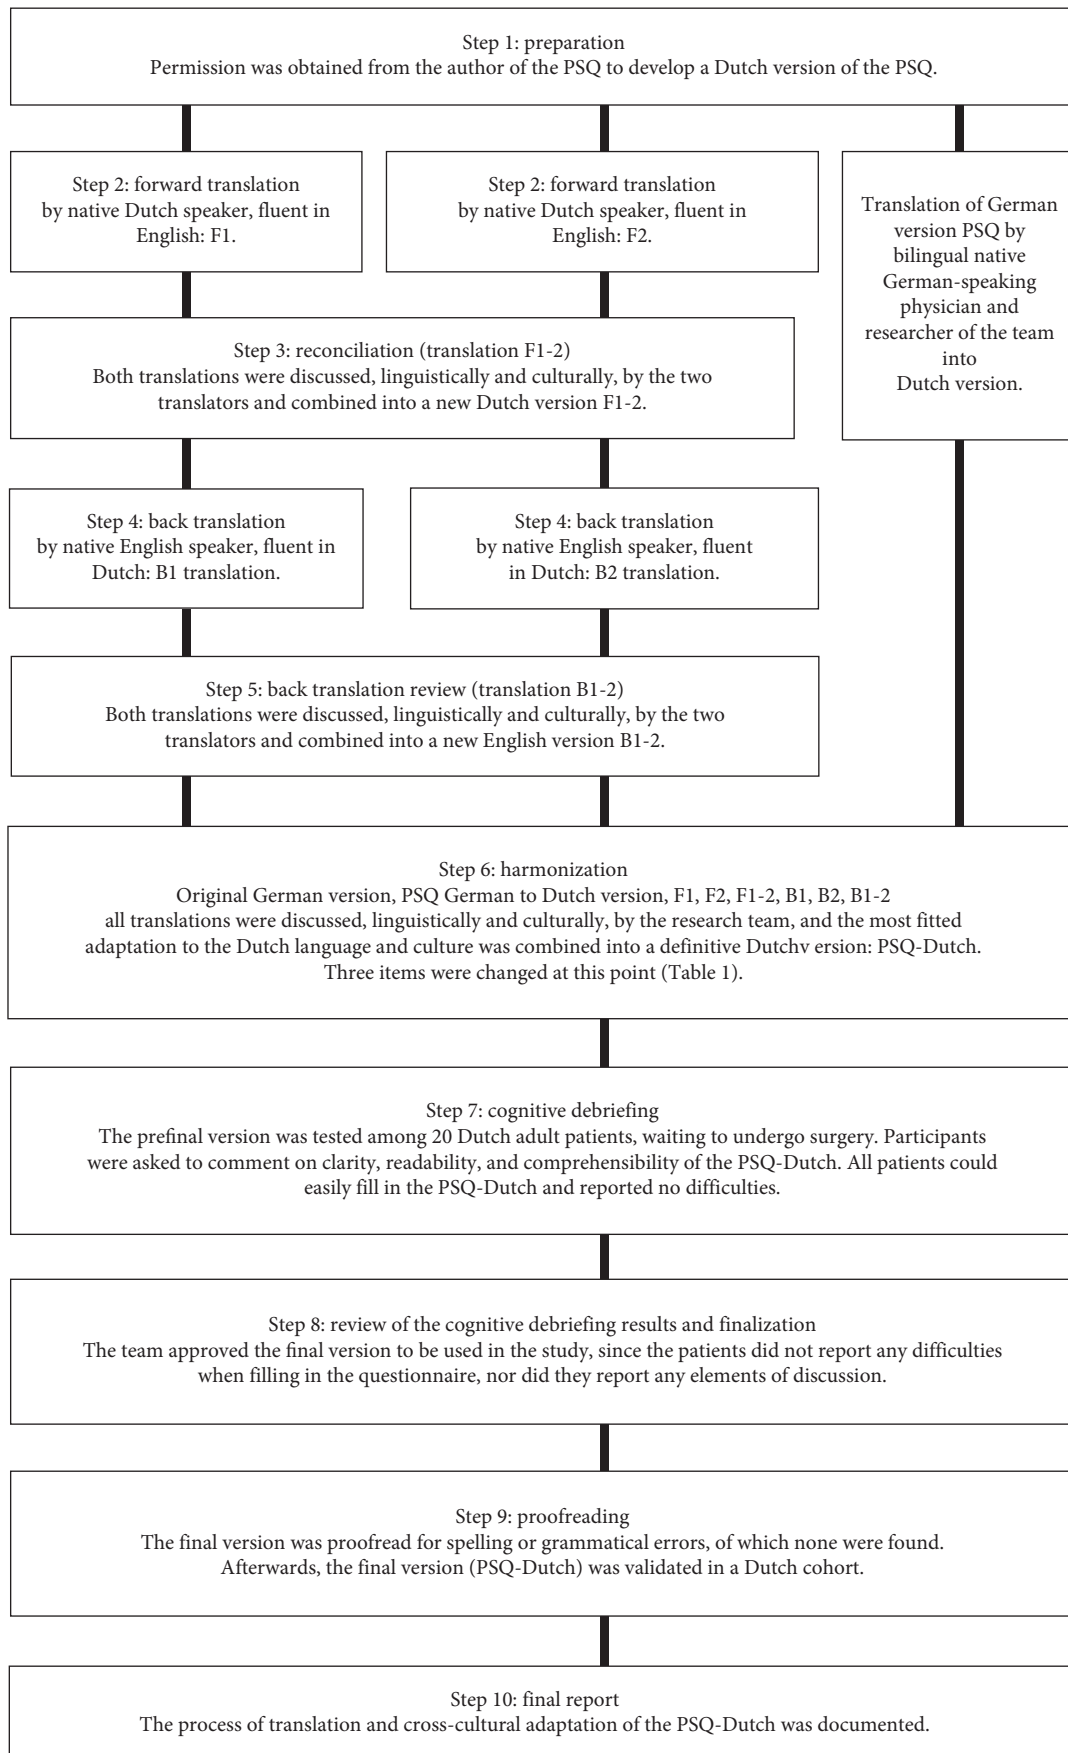 Step 1: preparation
Permission was obtained from the author of the PSQ to develop a Dutch version of the PSQ.
Step 2: forward translation
by native Dutch speaker, fluent in
English: F1.
Step 2: forward translation
by native Dutch speaker, fluent in
English: F2.
Translation of German
version PSQ by
bilingual native
German-speaking
physician and
researcher of the team
into
Dutch version.
Step 3: reconciliation (translation F1-2)
Both translations were discussed, linguistically and culturally, by the two
translators and combined into a new Dutch version F1-2.
Step 4: back translation
by native English speaker, fluent in
Dutch: B1 translation.
Step 4: back translation
by native English speaker, fluent
in Dutch: B2 translation.
Step 5: back translation review (translation B1-2)
Both translations were discussed, linguistically and culturally, by the two
translators and combined into a new English version B1-2.
Step 6: harmonization
Original German version, PSQ German to Dutch version, F1, F2, F1-2, B1, B2, B1-2
all translations were discussed, linguistically and culturally, by the research team, and the most fitted
adaptation to the Dutch language and culture was combined into a definitive Dutchv ersion: PSQ-Dutch.
Three items were changed at this point (Table 1).
Step 7: cognitive debriefing
The prefinal version was tested among 20 Dutch adult patients, waiting to undergo surgery. Participants
were asked to comment on clarity, readability, and comprehensibility of the PSQ-Dutch. All patients could
easily fill in the PSQ-Dutch and reported no difficulties.
Step 8: review of the cognitive debriefing results and finalization
The team approved the final version to be used in the study, since the patients did not report any difficulties
when filling in the questionnaire, nor did they report any elements of discussion.
Step 9: proofreading
The final version was proofread for spelling or grammatical errors, of which none were found.
Afterwards, the final version (PSQ-Dutch) was validated in a Dutch cohort.
Step 10: final report
The process of translation and cross-cultural adaptation of the PSQ-Dutch was documented.